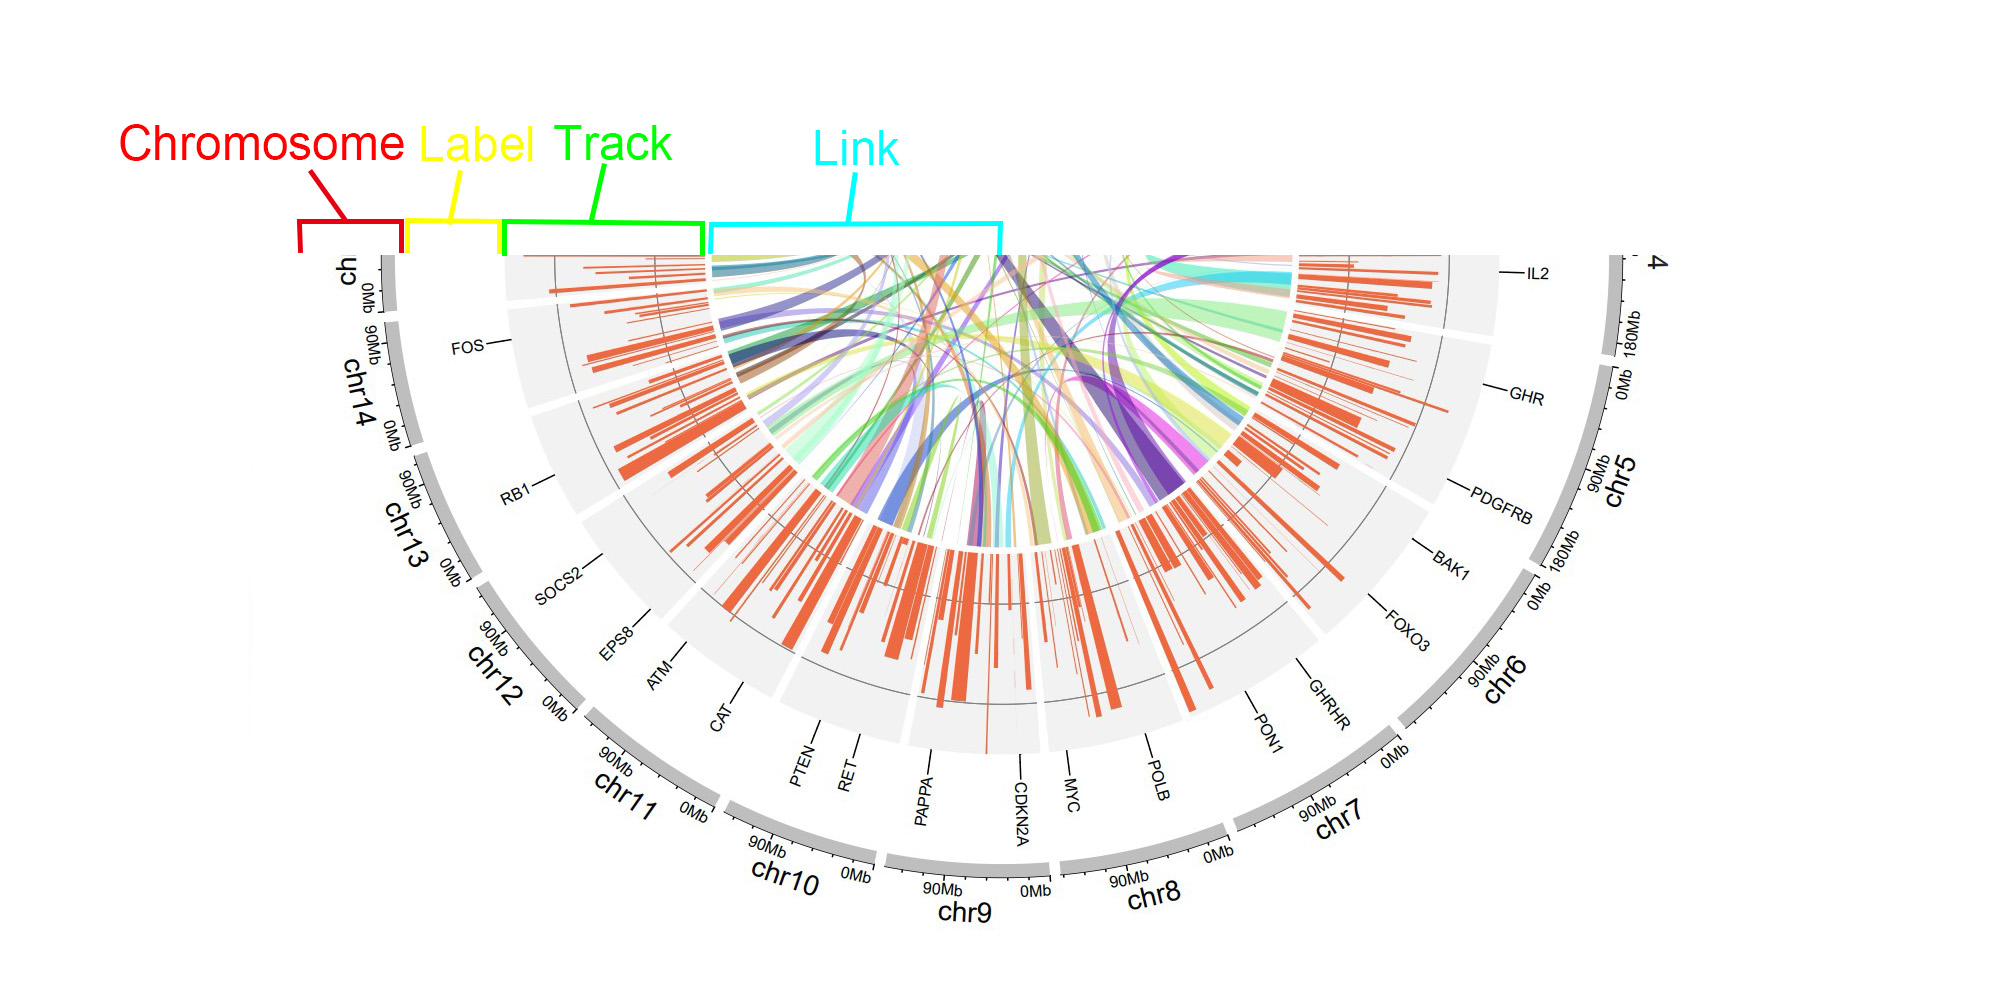 Chromosome
Label
Track
Link
ch
0Mb
90Mb
chr14
0Mb
90Mb
chr13
0Mb
90Mb
chr12
0Mb
90Mb
chr11
0Mb
90Mb
chr10
0Mb
90Mb
chr9
0Mb
90Mb
chr8
0Mb
90Mb
chr7
0Mb
90Mb
chr6
0Mb
180Mb
90Mb
chr5
0Mb
180Mb
4
FOS
RB1
SOCS2
EPS8
ATM
CAT
PTEN
RET
PAPPA
CDKN2A
MYC
POLB
PON1
GHRHR
FOXO3
BAK1
PDGFRB
GHR
IL2